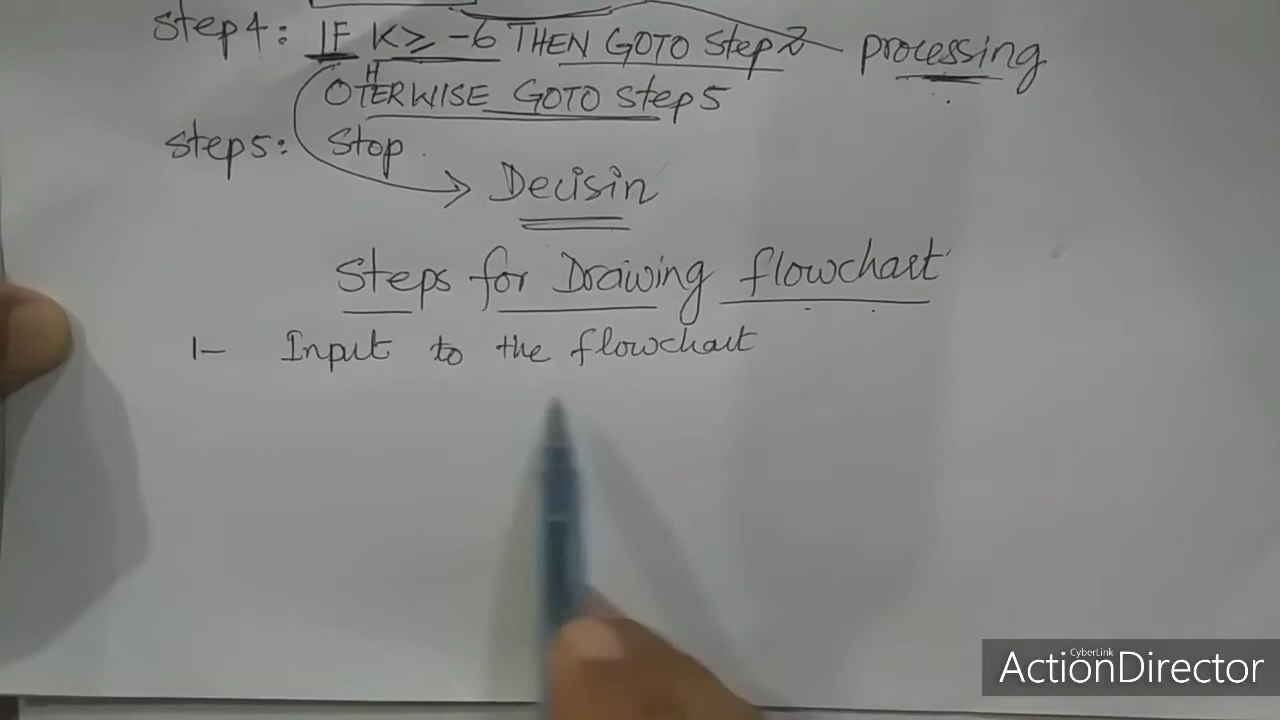 Step4: IF K≥ -6 THEN GOTO Step2 processing
OTHERWISE GOTO Step5
Step5: Stop
Decisin
Steps for Drawing flowchart
1- Input to the flowchart
CyberLink
ActionDirector